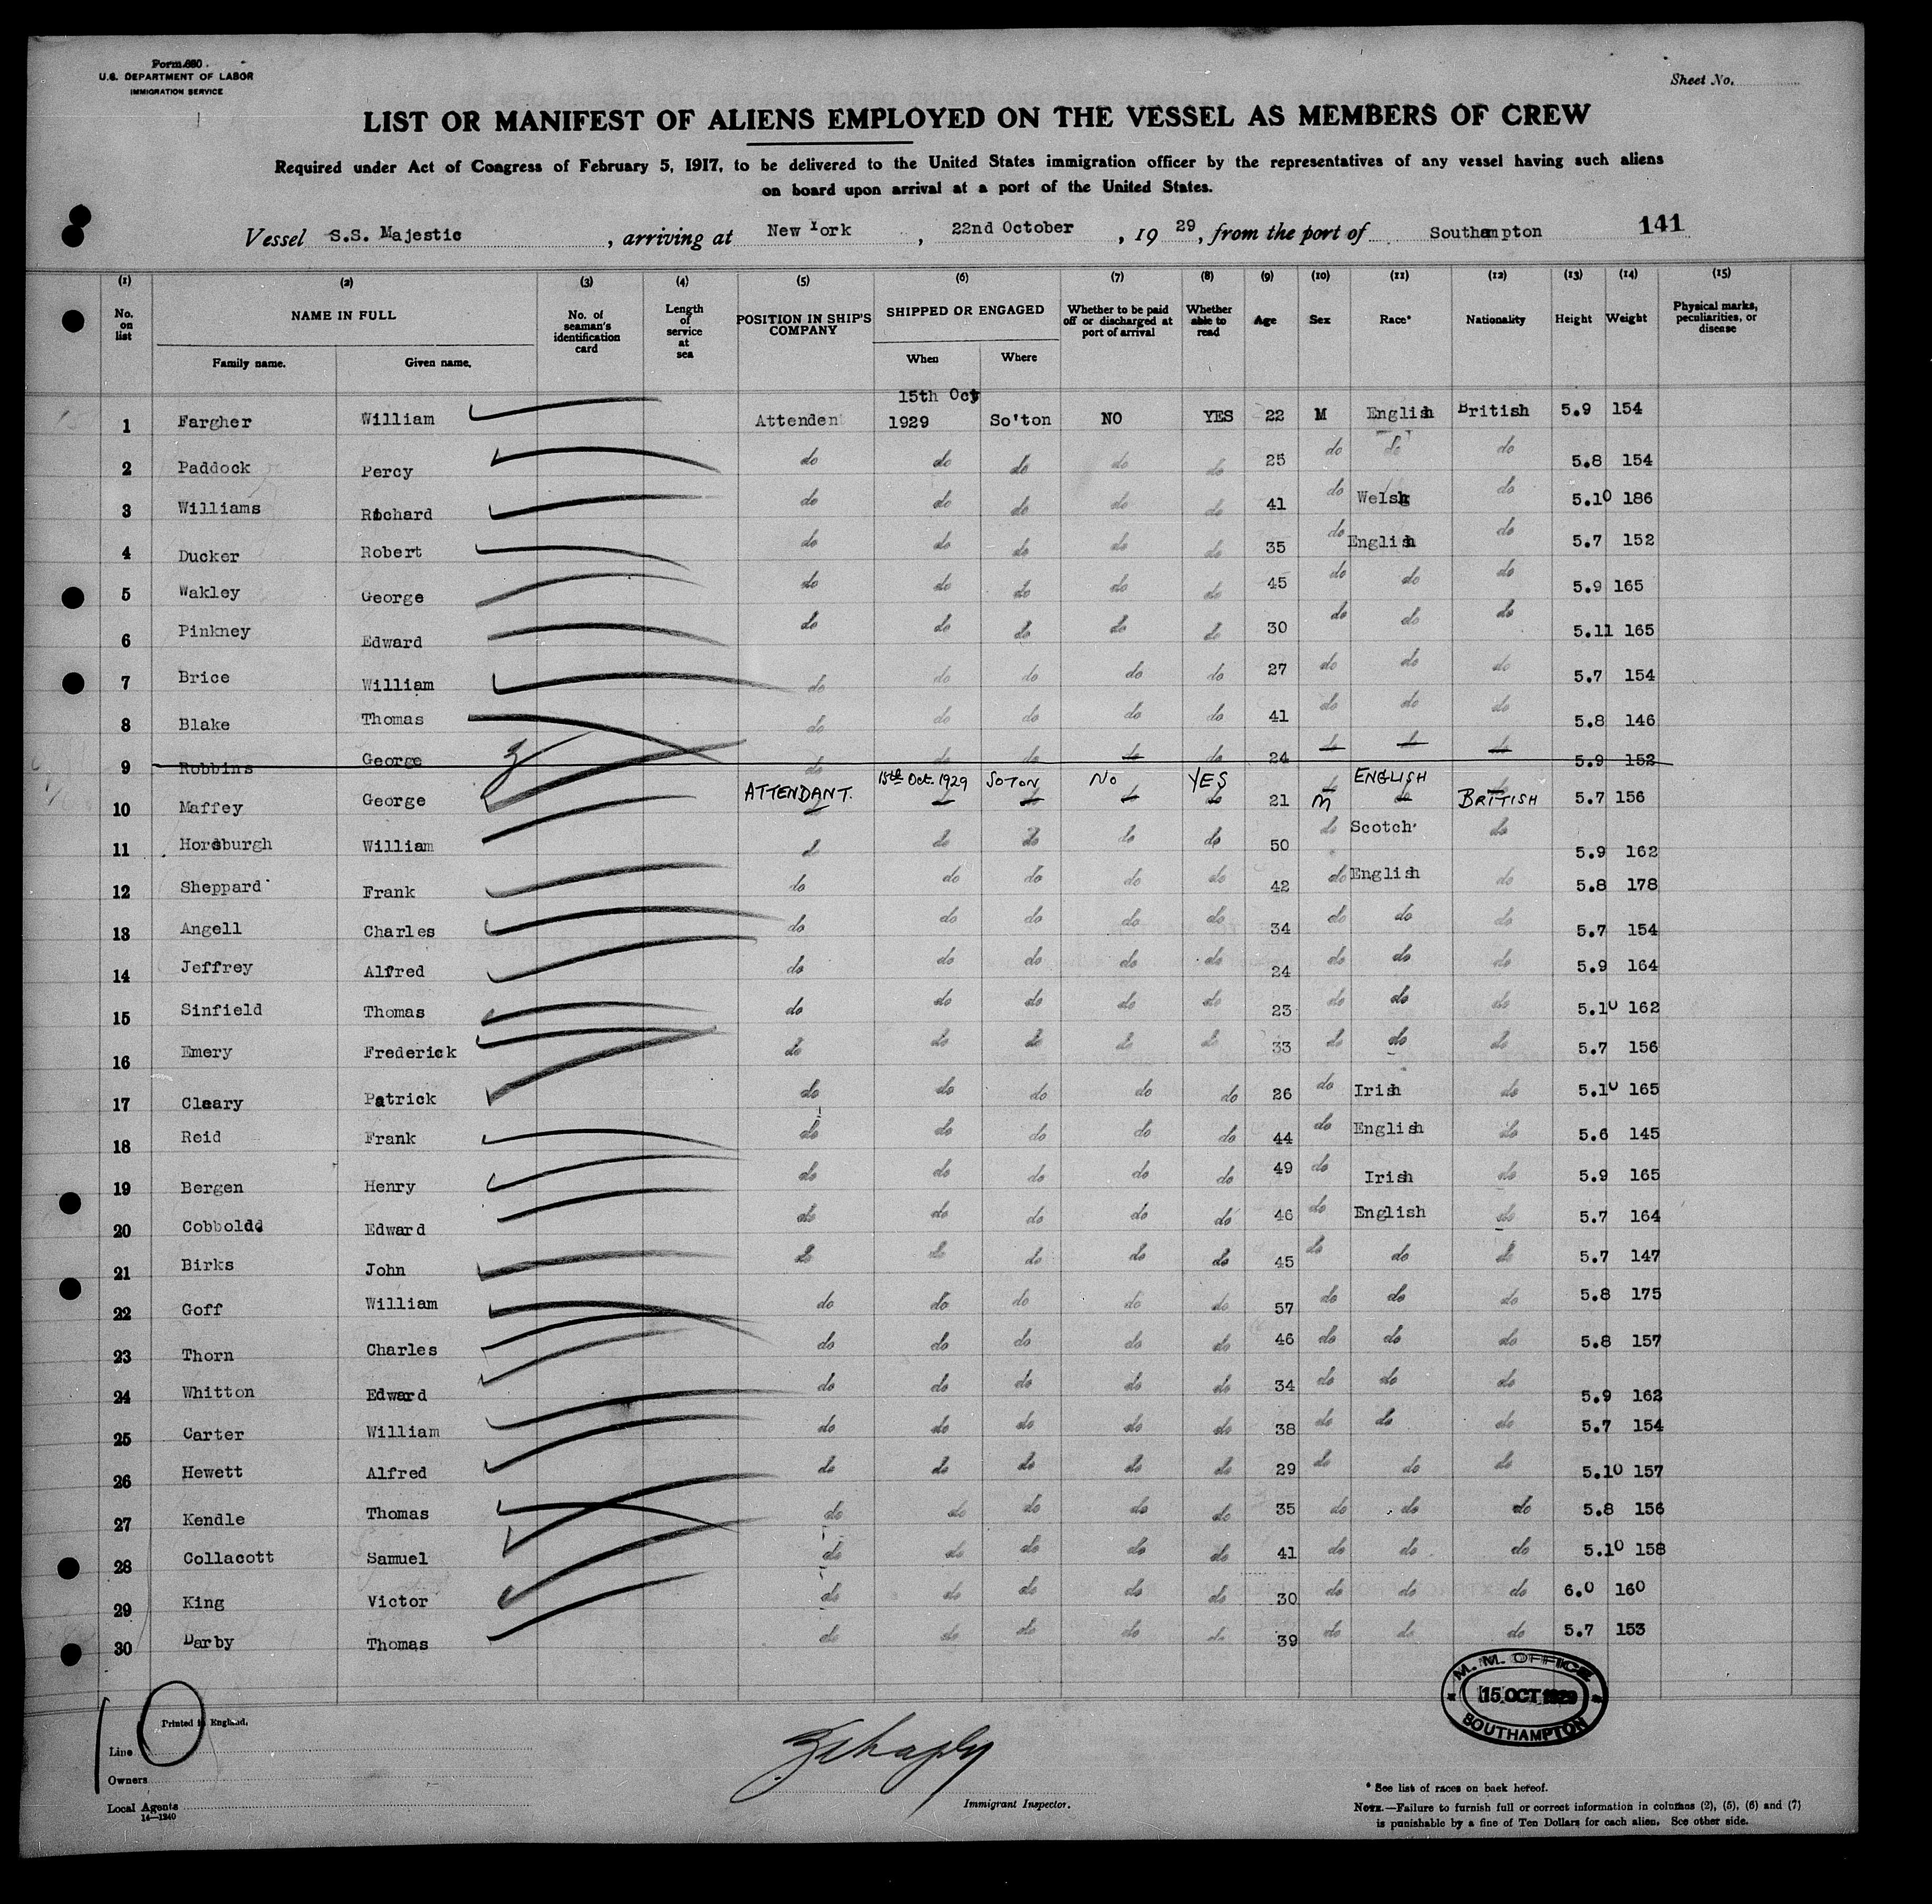 Form 680.
U.S. DEPARTMENT OF LABOR
IMMIGRATION SERVICE
Sheet No.
LIST OR MANIFEST OF ALIENS EMPLOYED ON THE VESSEL AS MEMBERS OF CREW
Required under Act of Congress of February 5, 1917, to be delivered to the United States immigration officer by the representatives of any vessel having such aliens
on board upon arrival at a port of the United States.
Vessel S.S. Majestic, arriving at New York, 22nd October, 1929, from the port of Southampton 141
(1) (2) (3) (4) (5) (6) (7) (8) (9) (10) (11) (12) (13) (14) (15)
No. on list NAME IN FULL Family name. Given name. No. of seaman's identification card Length of service at sea POSITION IN SHIP'S COMPANY SHIPPED OR ENGAGED When Where Whether to be paid off or discharged at port of arrival Whether able to read Age Sex Race* Nationality Height Weight Physical marks, peculiarities, or disease
15th Oct
1 Fargher William Attenden 1929 So'ton NO YES 22 M English British 5.9 154
2 Paddock Percy do do do do do 25 do do do 5.8 154
3 Williams Richard do do do do do 41 do Welsh do 5.10 186
4 Ducker Robert do do do do do 35 do English do 5.7 152
5 Wakley George do do do do do 45 do do do 5.9 165
6 Pinkney Edward do do do do do 30 do do do 5.11 165
7 Brice William do do do do do 27 do do do 5.7 154
8 Blake Thomas do do do do do 41 do do do 5.8 146
9 Robbins George do do do do do 24 do do do 5.9 152
10 Maffey George ATTENDANT. 15th Oct. 1929 SOTON NO YES 21 M ENGLISH BRITISH 5.7 156
11 Hordsburgh William do do do do do 50 do Scotch do 5.9 162
12 Sheppard Frank do do do do do 42 do English do 5.8 178
13 Angell Charles do do do do do 34 do do do 5.7 154
14 Jeffrey Alfred do do do do do 24 do do do 5.9 164
15 Sinfield Thomas do do do do do 23 do do do 5.10 162
16 Emery Frederick do do do do do 33 do do do 5.7 156
17 Cleary Patrick do do do do do 26 do Irish do 5.10 165
18 Reid Frank do do do do do 44 do English do 5.6 145
19 Bergen Henry do do do do do 49 do Irish do 5.9 165
20 Cobboldd Edward do do do do do 46 do English do 5.7 164
21 Birks John do do do do do 45 do do do 5.7 147
22 Goff William do do do do do 57 do do do 5.8 175
23 Thorn Charles do do do do do 46 do do do 5.8 157
24 Whitton Edward do do do do do 34 do do do 5.9 162
25 Carter William do do do do do 38 do do do 5.7 154
26 Hewett Alfred do do do do do 29 do do do 5.10 157
27 Kendle Thomas do do do do do 35 do do do 5.8 156
28 Collacott Samuel do do do do do 41 do do do 5.10 158
29 King Victor do do do do do 30 do do do 6.0 160
30 Darby Thomas do do do do do 39 do do do 5.7 153
M. M. OFFICE
15 OCT 1929
SOUTHAMPTON
Printed in England.
Line
Owners
Local Agents
14—1240
Immigrant Inspector.
* See list of races on back hereof.
NOTE.—Failure to furnish full or correct information in columns (2), (5), (6) and (7)
is punishable by a fine of Ten Dollars for each alien. See other side.